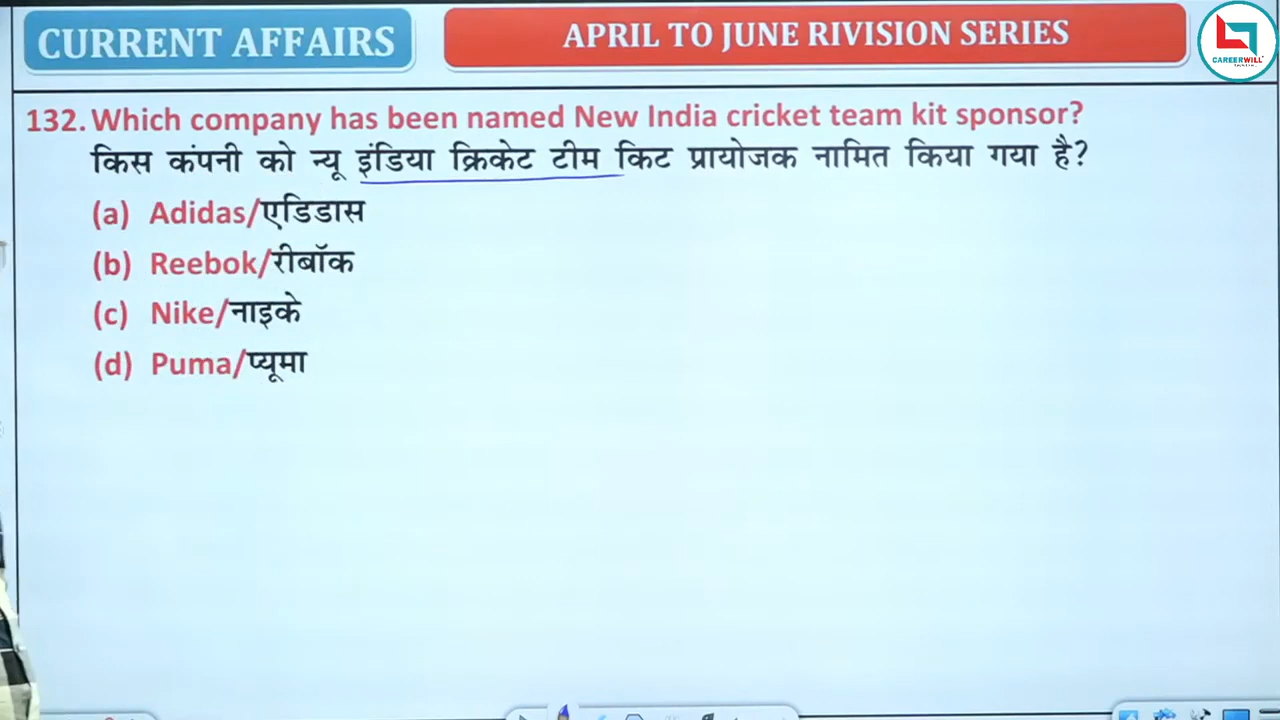 CURRENT AFFAIRS
APRIL TO JUNE RIVISION SERIES
CAREERWILL
132. Which company has been named New India cricket team kit sponsor?
किस कंपनी को न्यू इंडिया क्रिकेट टीम किट प्रायोजक नामित किया गया है?
(a) Adidas/एडिडास
(b) Reebok/रीबॉक
(c) Nike/नाइके
(d) Puma/प्यूमा